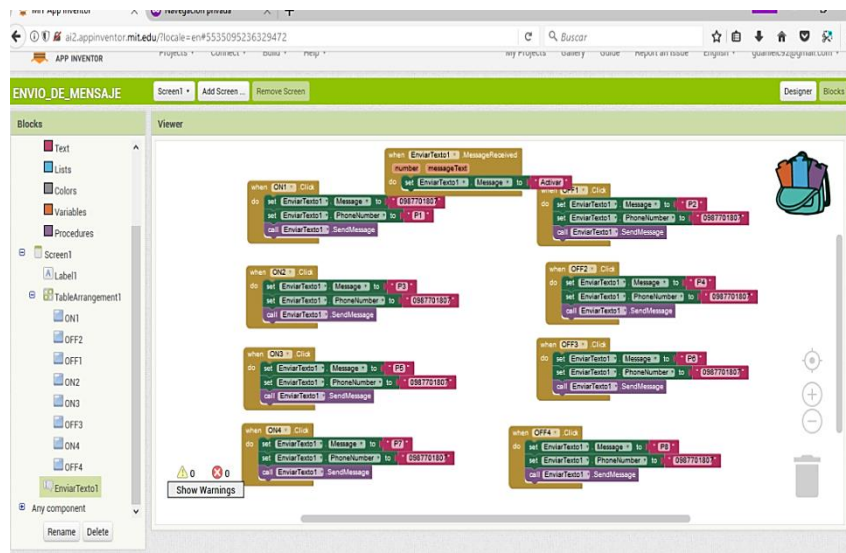 MIT App Inventor
Navegación privada
ai2.appinventor.mit.edu/?locale=en#5535095236329472
Buscar
APP INVENTOR
Projects Connect Build Help
My Projects Gallery Guide Report an Issue English
ENVIO_DE_MENSAJE
Screen1 Add Screen ... Remove Screen
Designer Blocks
Blocks
Viewer
Text
Lists
Colors
Variables
Procedures
Screen1
Label1
TableArrangement1
ON1
OFF2
OFF1
ON2
ON3
OFF3
ON4
OFF4
EnviarTexto1
Any component
Rename Delete
when EnviarTexto1 .MessageReceived
number messageText
do set EnviarTexto1 . Message to " Activar "
when ON1 .Click
do set EnviarTexto1 . Message to " 0987701807 "
set EnviarTexto1 . PhoneNumber to " P1 "
call EnviarTexto1 .SendMessage
when OFF1 .Click
do set EnviarTexto1 . Message to " P2 "
set EnviarTexto1 . PhoneNumber to " 0987701807 "
call EnviarTexto1 .SendMessage
when ON2 .Click
do set EnviarTexto1 . Message to " P3 "
set EnviarTexto1 . PhoneNumber to " 0987701807 "
call EnviarTexto1 .SendMessage
when OFF2 .Click
do set EnviarTexto1 . Message to " P4 "
set EnviarTexto1 . PhoneNumber to " 0987701807 "
call EnviarTexto1 .SendMessage
when ON3 .Click
do set EnviarTexto1 . Message to " P5 "
set EnviarTexto1 . PhoneNumber to " 0987701807 "
call EnviarTexto1 .SendMessage
when OFF3 .Click
do set EnviarTexto1 . Message to " P6 "
set EnviarTexto1 . PhoneNumber to " 0987701807 "
call EnviarTexto1 .SendMessage
when ON4 .Click
do set EnviarTexto1 . Message to " P7 "
set EnviarTexto1 . PhoneNumber to " 0987701807 "
call EnviarTexto1 .SendMessage
when OFF4 .Click
do set EnviarTexto1 . Message to " P8 "
set EnviarTexto1 . PhoneNumber to " 0987701807 "
call EnviarTexto1 .SendMessage
0 0
Show Warnings